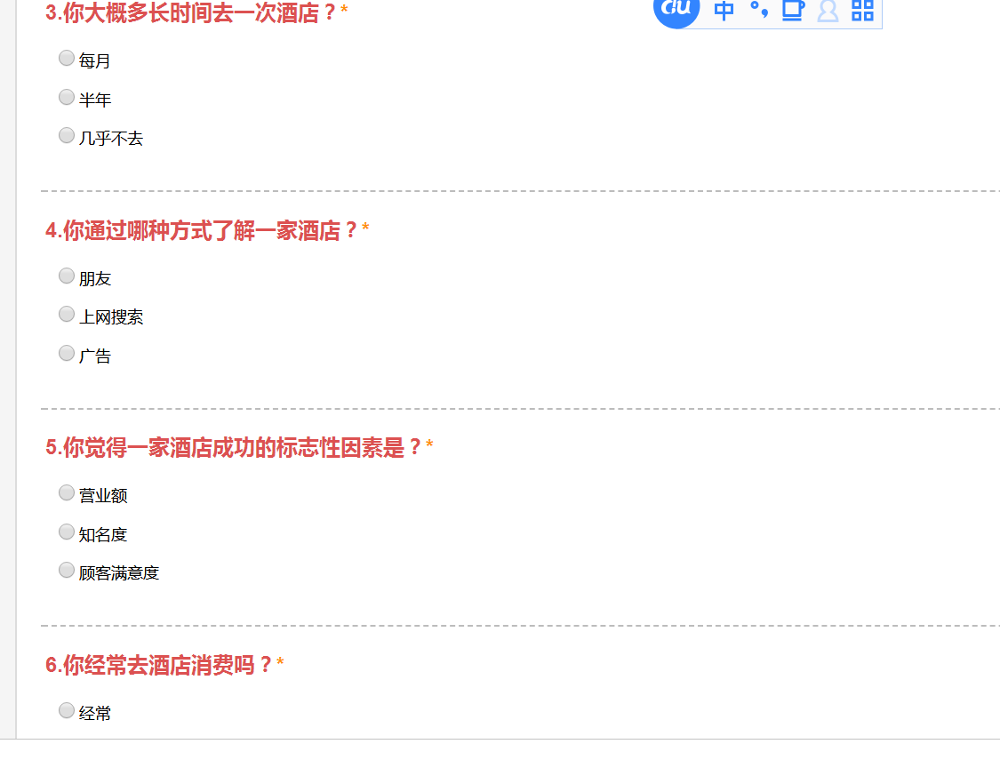 3.你大概多长时间去一次酒店？*
du 中 °，
每月
半年
几乎不去
4.你通过哪种方式了解一家酒店？*
朋友
上网搜索
广告
5.你觉得一家酒店成功的标志性因素是？*
营业额
知名度
顾客满意度
6.你经常去酒店消费吗？*
经常